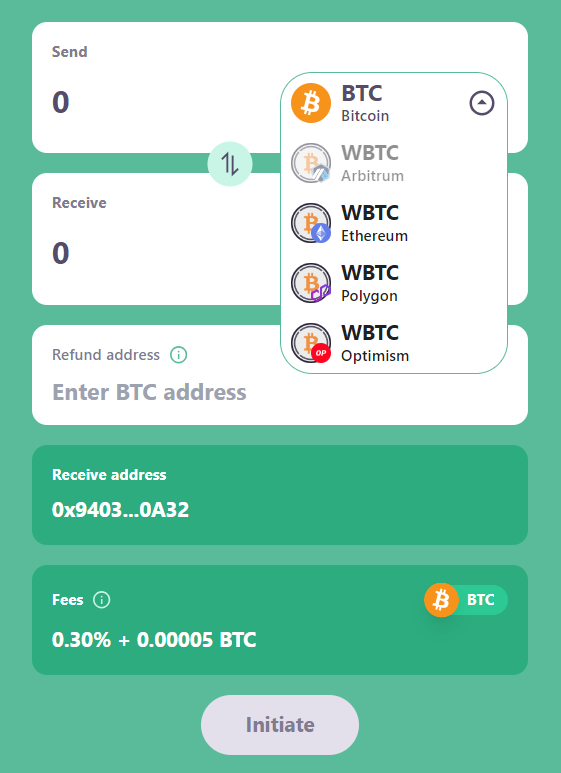 Send
0
BTC
Bitcoin
WBTC
Arbitrum
WBTC
Ethereum
WBTC
Polygon
WBTC
OP
Optimism
Receive
0
Refund address
Enter BTC address
Receive address
0x9403...0A32
Fees
BTC
0.30% + 0.00005 BTC
Initiate